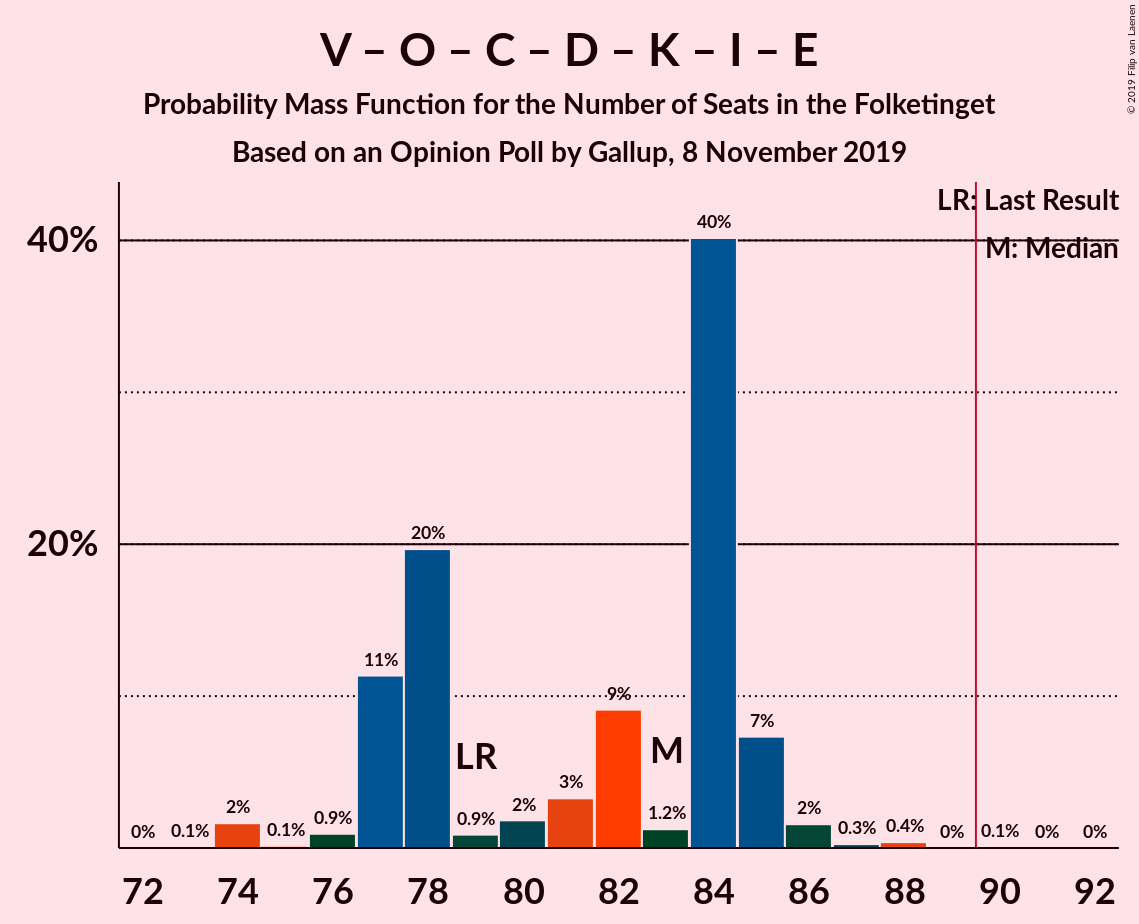 V – O – C – D – K – I – E
Probability Mass Function for the Number of Seats in the Folketinget
Based on an Opinion Poll by Gallup, 8 November 2019
© 2019 Filip van Laenen
LR: Last Result
M: Median
40%
20%
0%
0.1%
2%
0.1%
0.9%
11%
20%
0.9%
2%
3%
9%
1.2%
40%
7%
2%
0.3%
0.4%
0%
0.1%
0%
0%
LR
M
72 74 76 78 80 82 84 86 88 90 92